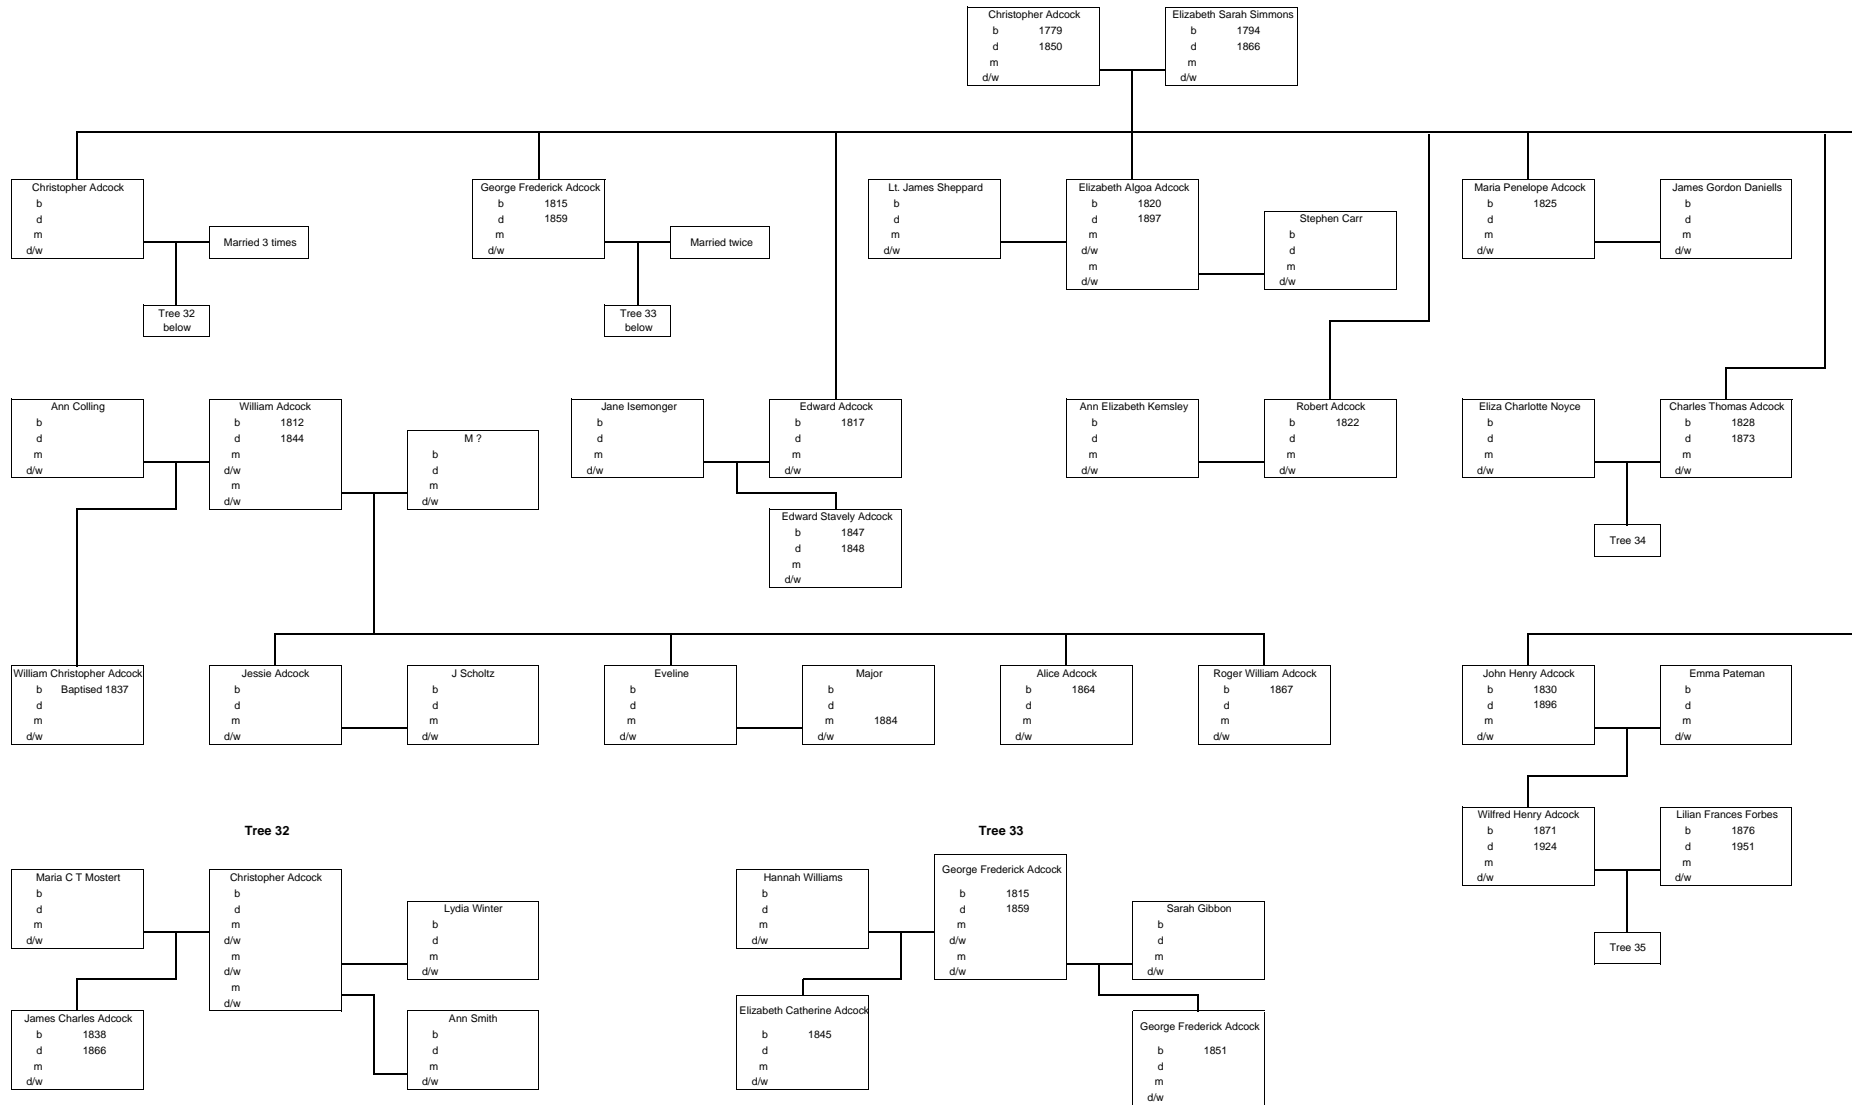 Christopher Adcock
b 1779
d 1850
m
d/w
Elizabeth Sarah Simmons
b 1794
d 1866
m
d/w
Christopher Adcock
b
d
m
d/w
Married 3 times
Tree 32
below
George Frederick Adcock
b 1815
d 1859
m
d/w
Married twice
Tree 33
below
Lt. James Sheppard
b
d
m
d/w
Elizabeth Algoa Adcock
b 1820
d 1897
m
d/w
m
d/w
Stephen Carr
b
d
m
d/w
Maria Penelope Adcock
b 1825
d
m
d/w
James Gordon Daniells
b
d
m
d/w
Ann Colling
b
d
m
d/w
William Adcock
b 1812
d 1844
m
d/w
m
d/w
M ?
b
d
m
d/w
Jane Isemonger
b
d
m
d/w
Edward Adcock
b 1817
d
m
d/w
Edward Stavely Adcock
b 1847
d 1848
m
d/w
Ann Elizabeth Kemsley
b
d
m
d/w
Robert Adcock
b 1822
d
m
d/w
Eliza Charlotte Noyce
b
d
m
d/w
Charles Thomas Adcock
b 1828
d 1873
m
d/w
Tree 34
William Christopher Adcock
b Baptised 1837
d
m
d/w
Jessie Adcock
b
d
m
d/w
J Scholtz
b
d
m
d/w
Eveline
b
d
m
d/w
Major
b
d
m 1884
d/w
Alice Adcock
b 1864
d
m
d/w
Roger William Adcock
b 1867
d
m
d/w
John Henry Adcock
b 1830
d 1896
m
d/w
Emma Pateman
b
d
m
d/w
Wilfred Henry Adcock
b 1871
d 1924
m
d/w
Lilian Frances Forbes
b 1876
d 1951
m
d/w
Tree 35
Tree 32
Maria C T Mostert
b
d
m
d/w
Christopher Adcock
b
d
m
d/w
m
d/w
m
d/w
Lydia Winter
b
d
m
d/w
James Charles Adcock
b 1838
d 1866
m
d/w
Ann Smith
b
d
m
d/w
Tree 33
Hannah Williams
b
d
m
d/w
George Frederick Adcock
b 1815
d 1859
m
d/w
m
d/w
Sarah Gibbon
b
d
m
d/w
Elizabeth Catherine Adcock
b 1845
d
m
d/w
George Frederick Adcock
b 1851
d
m
d/w